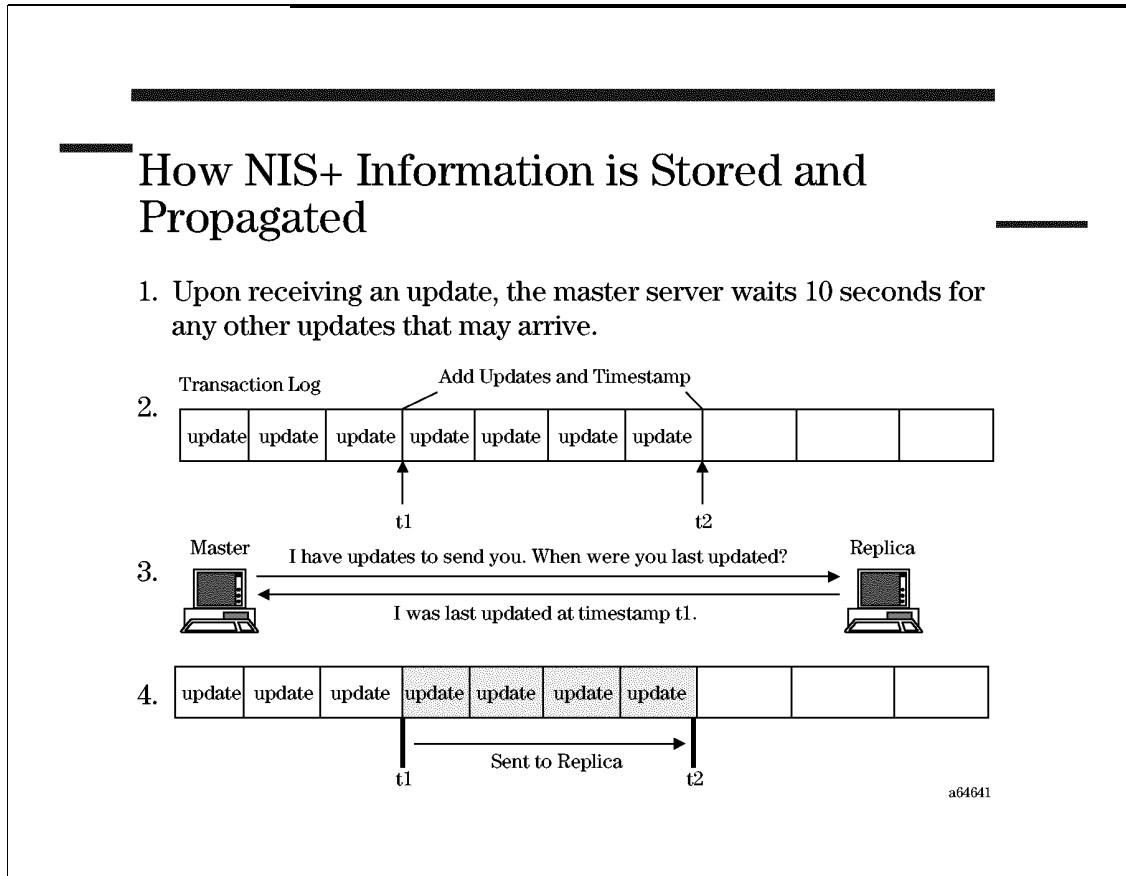 How NIS+ Information is Stored and
Propagated
1. Upon receiving an update, the master server waits 10 seconds for
any other updates that may arrive.
Transaction Log
Add Updates and Timestamp
2.
update update update update update update update
t1 t2
Master
Replica
3.
I have updates to send you. When were you last updated?
I was last updated at timestamp t1.
4.
update update update update update update update
Sent to Replica
t1 t2
a64641